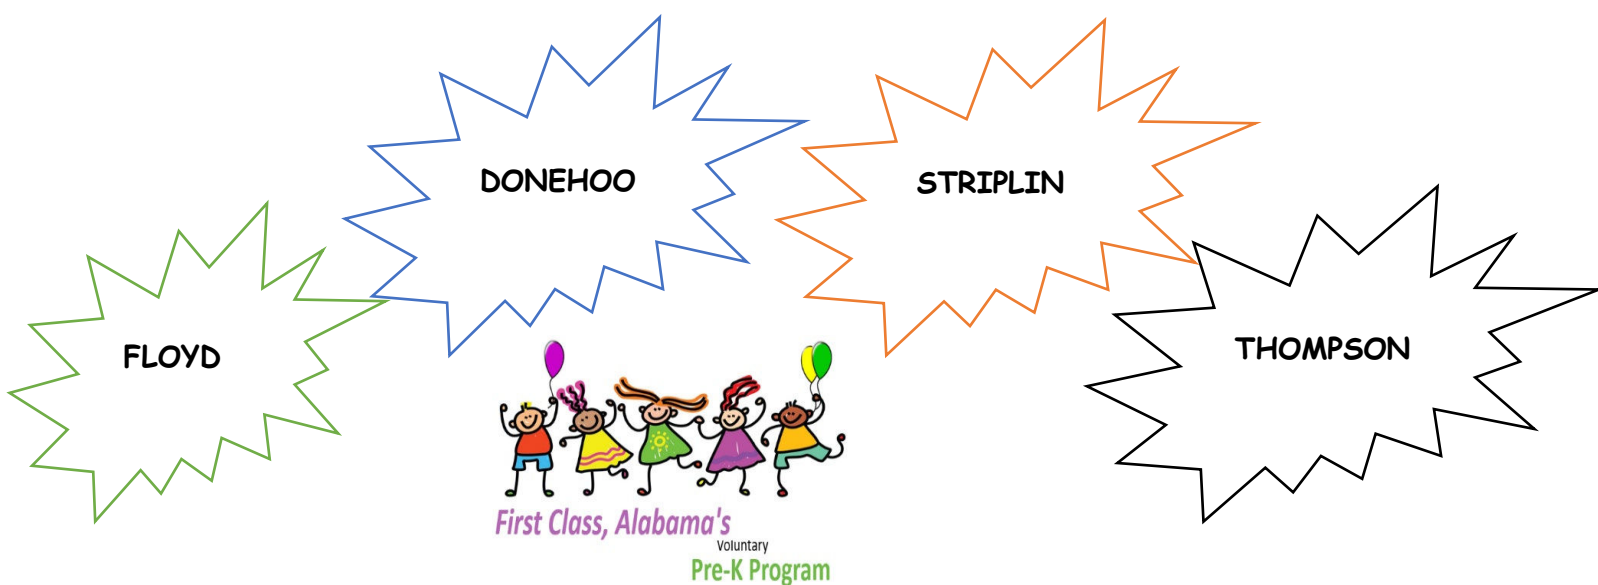 DONEHOO
STRIPLIN
FLOYD
THOMPSON
First Class, Alabama's
Voluntary
Pre-K Program